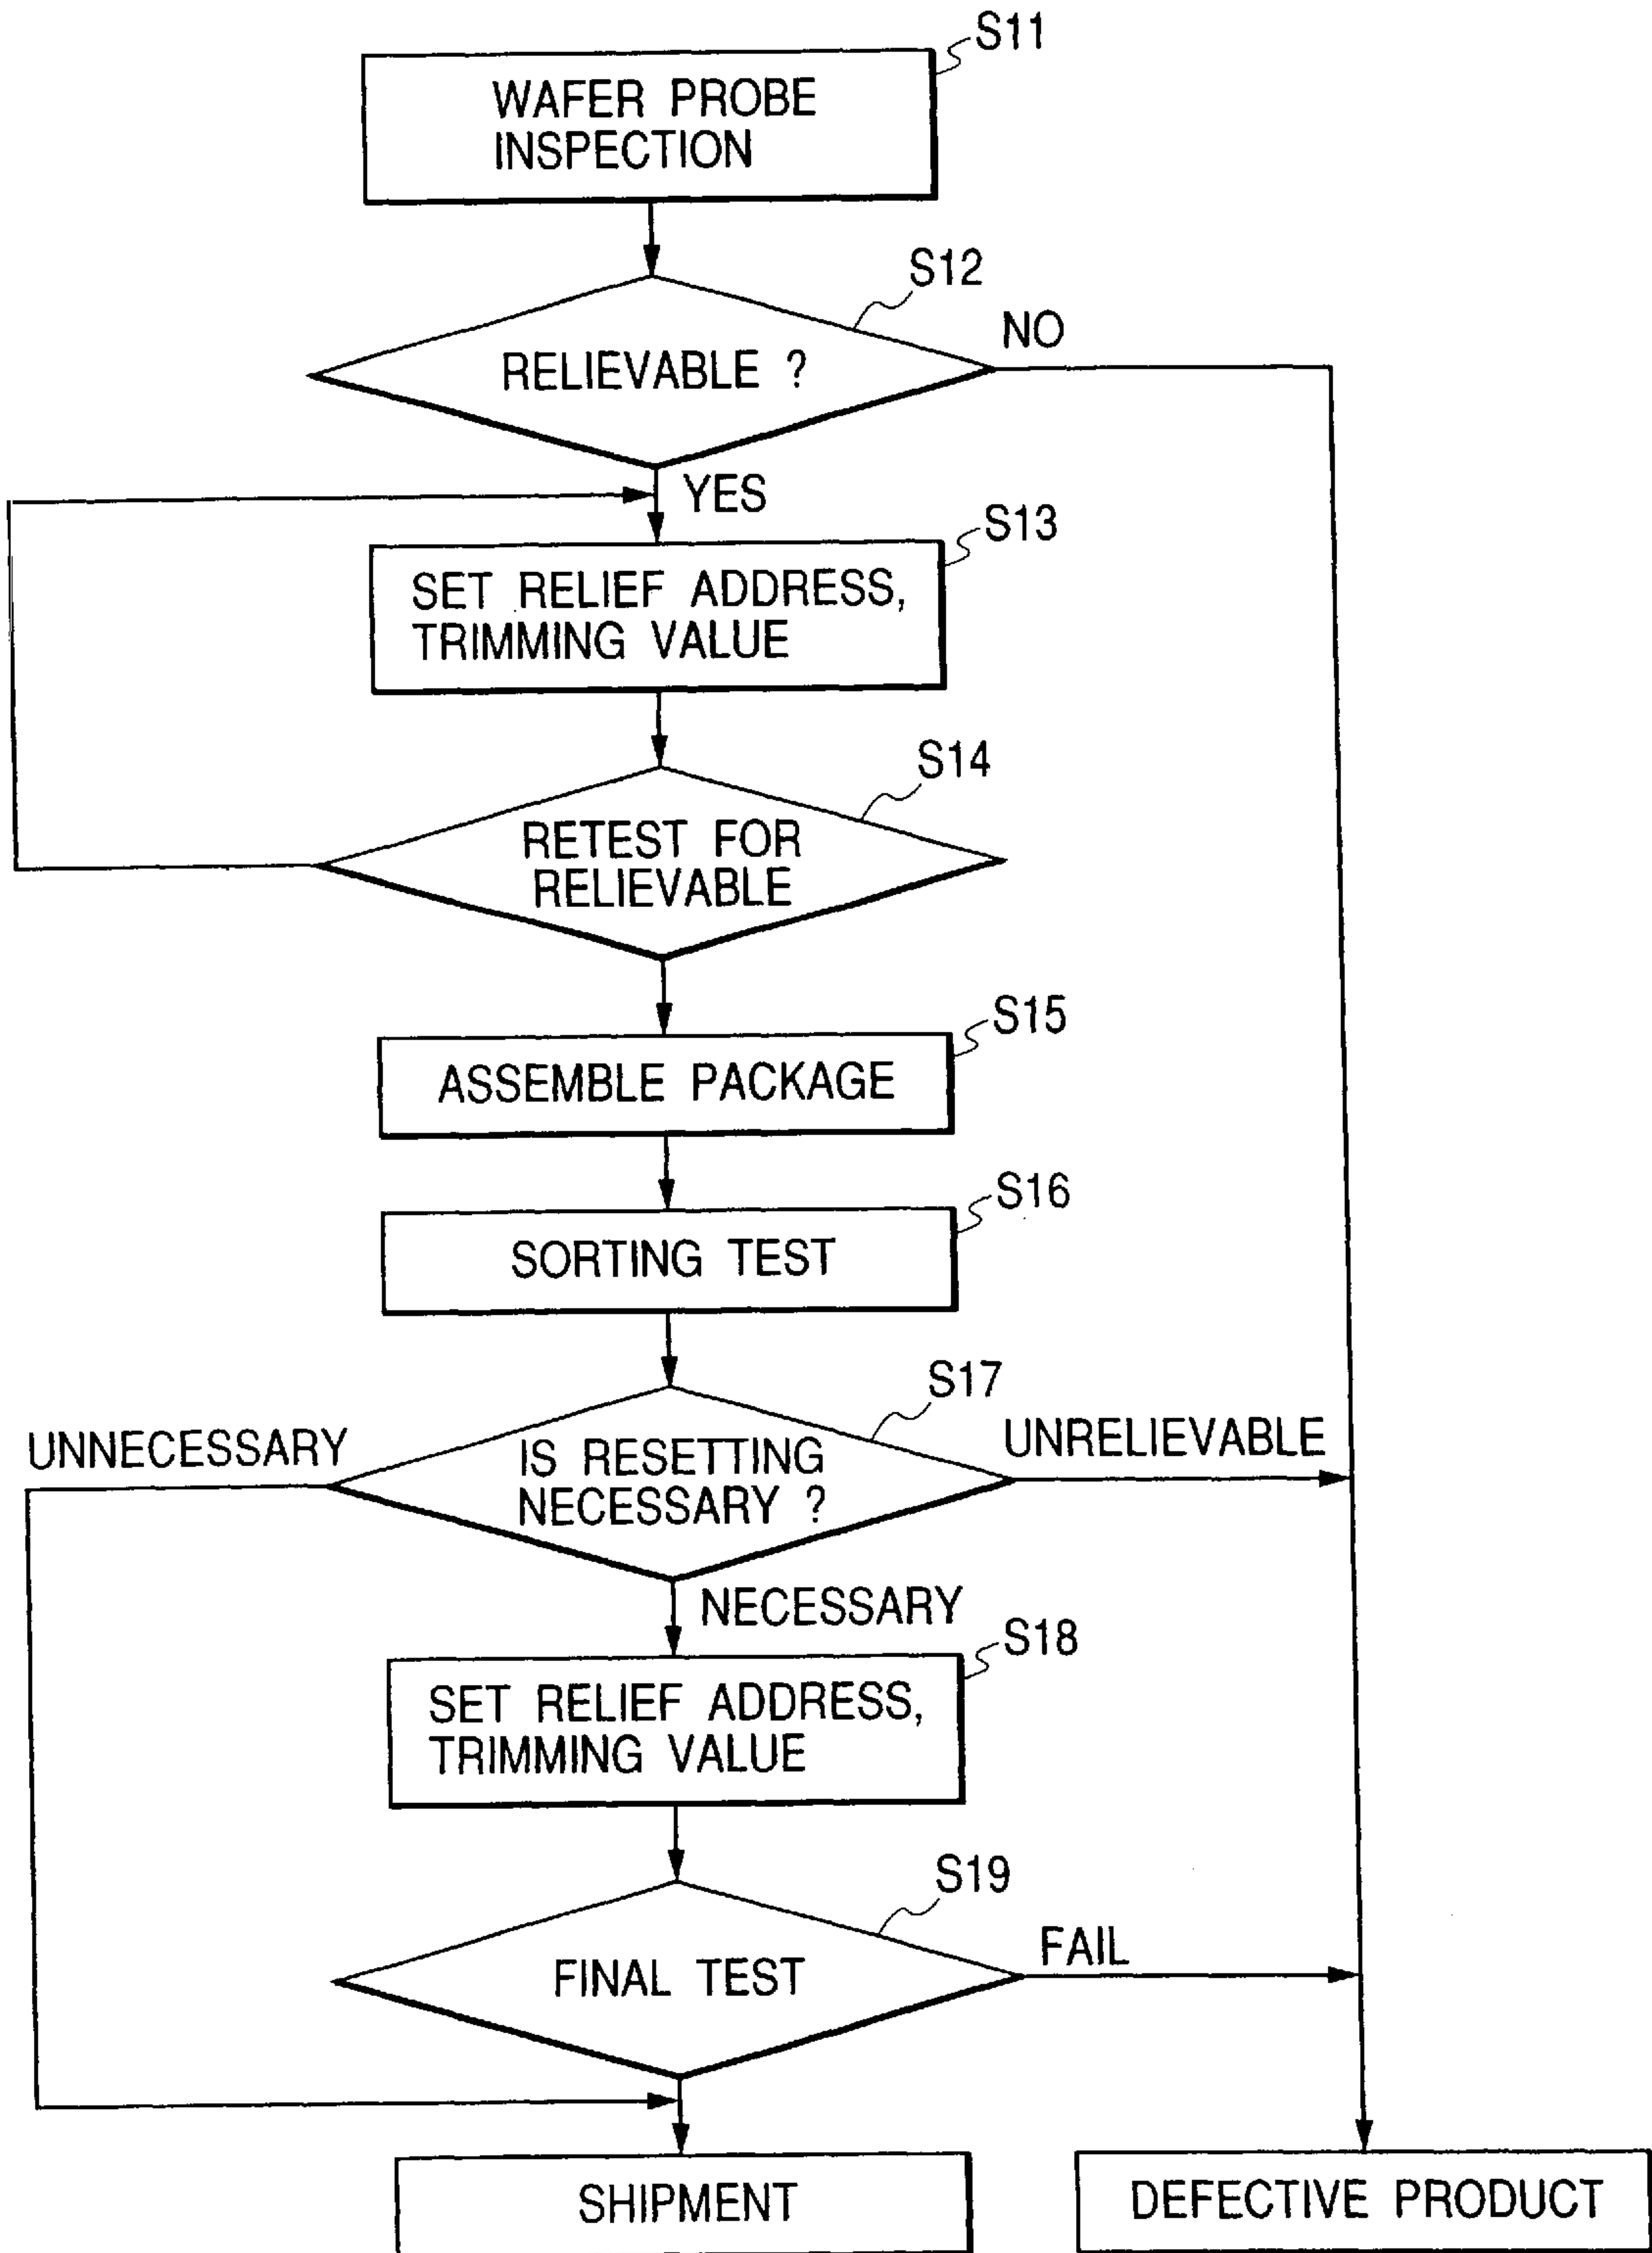 S11
WAFER PROBE
INSPECTION
S12
RELIEVABLE ?
NO
YES
S13
SET RELIEF ADDRESS,
TRIMMING VALUE
S14
RETEST FOR
RELIEVABLE
S15
ASSEMBLE PACKAGE
S16
SORTING TEST
S17
UNNECESSARY
IS RESETTING
NECESSARY ?
UNRELIEVABLE
NECESSARY
S18
SET RELIEF ADDRESS,
TRIMMING VALUE
S19
FINAL TEST
FAIL
SHIPMENT
DEFECTIVE PRODUCT